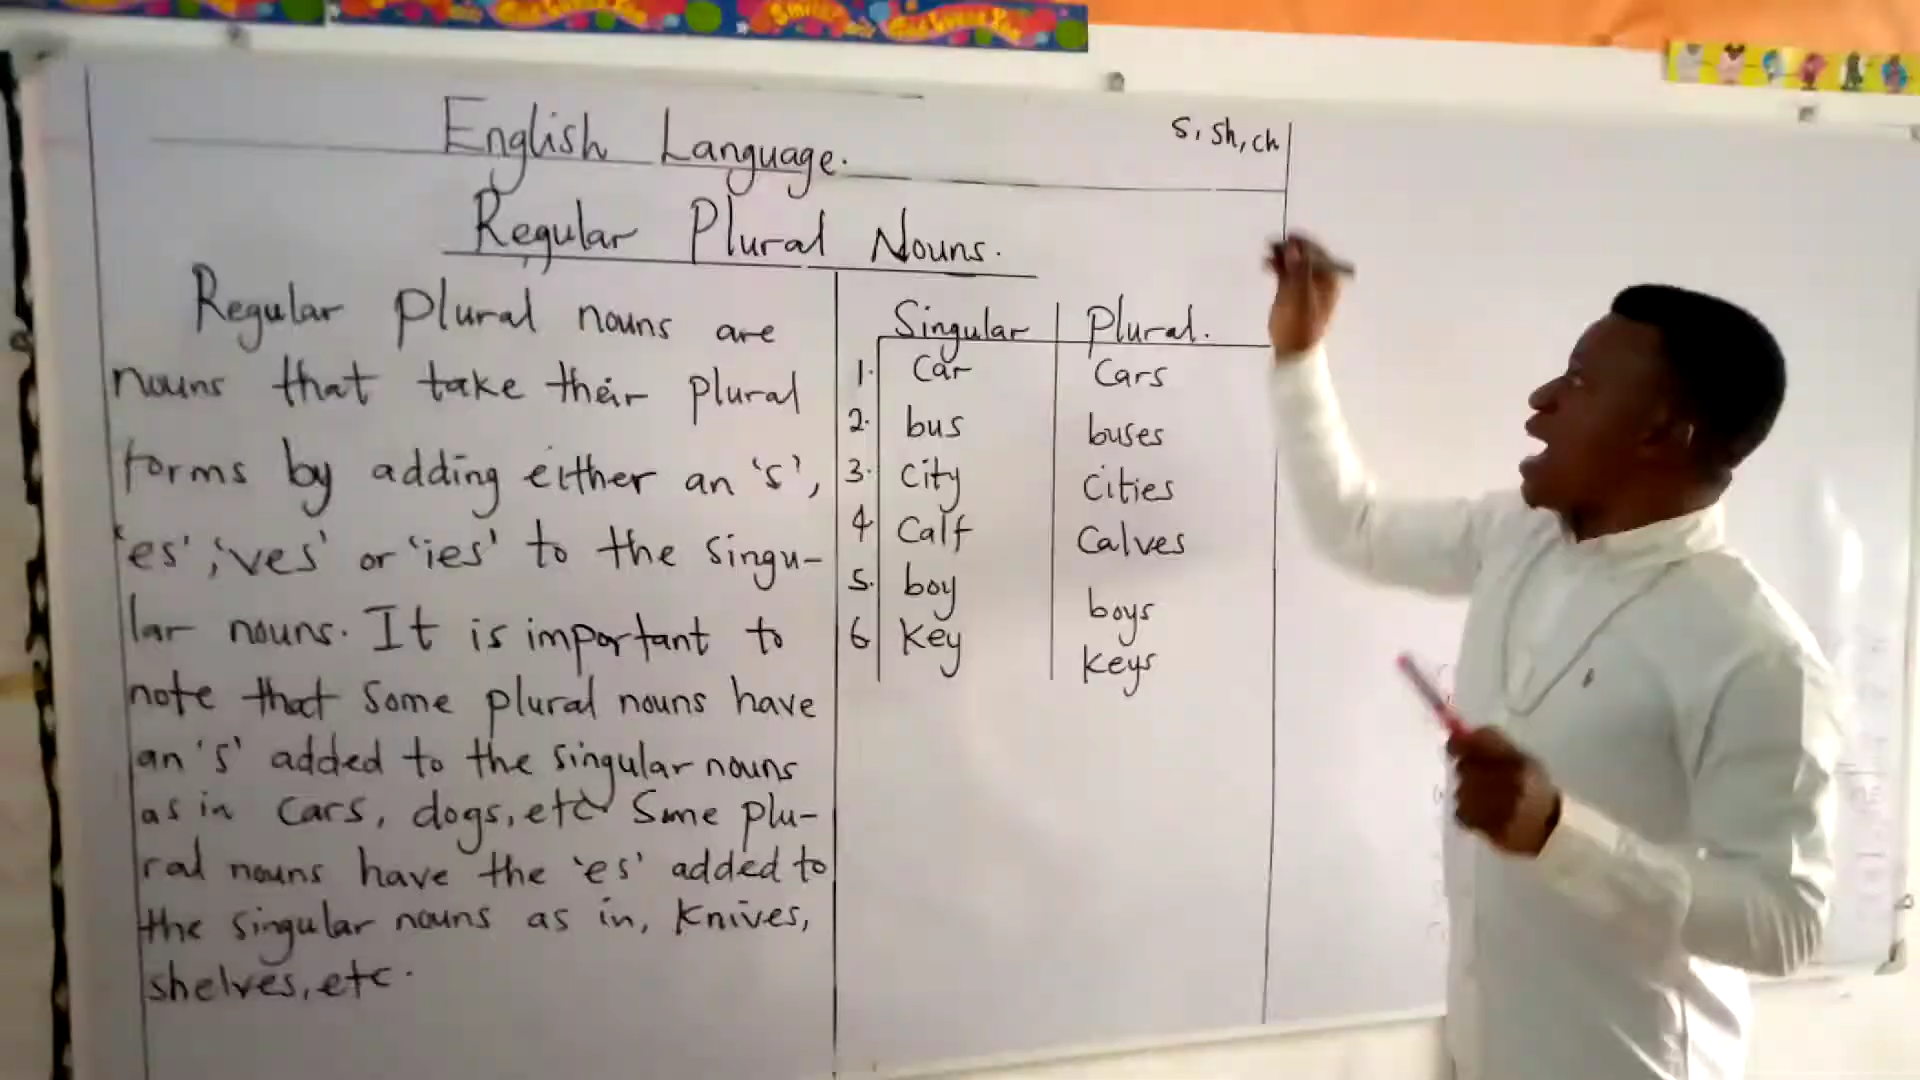 Smile
God Loves You
English Language.
s, sh, ch
Regular Plural Nouns.
Regular plural nouns are
nouns that take their plural
forms by adding either an 's',
'es', 'ves' or 'ies' to the singu-
lar nouns. It is important to
note that some plural nouns have
an 's' added to the singular nouns
as in cars, dogs, etc Some plu-
ral nouns have the 'es' added to
the singular nouns as in, knives,
shelves, etc.
Singular Plural.
1. Car Cars
2. bus buses
3. City Cities
4 Calf Calves
5. boy boys
6 Key Keys